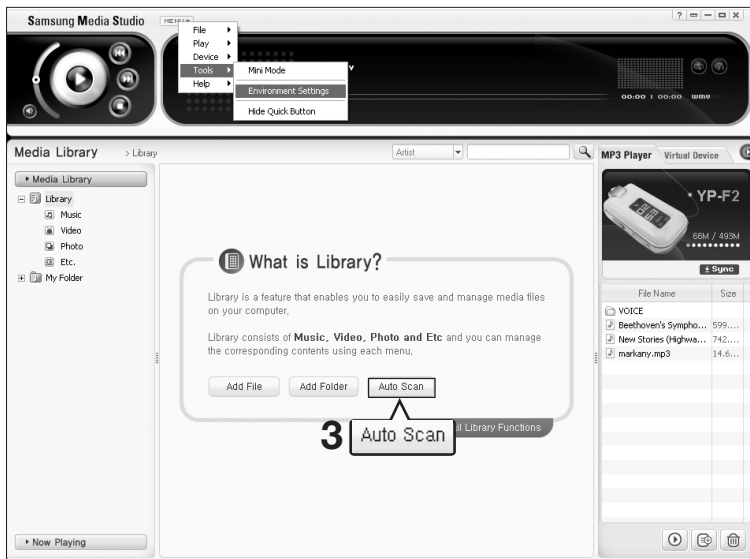 Samsung Media Studio
MENU
File
Play
Device
Tools
Help
Mini Mode
Environment Settings
Hide Quick Button
00:00 | 00:00 wmv
Media Library > Library
Artist
Media Library
Library
Music
Video
Photo
Etc.
My Folder
Now Playing
What is Library?
Library is a feature that enables you to easily save and manage media files
on your computer.
Library consists of Music, Video, Photo and Etc and you can manage
the corresponding contents using each menu.
Add File Add Folder Auto Scan
3 Auto Scan
Library Functions
MP3 Player Virtual Device
YP-F2
66M / 493M
Sync
File Name Size
VOICE
Beethoven's Sympho... 599....
New Stories (Highwa... 742....
markany.mp3 14.6...